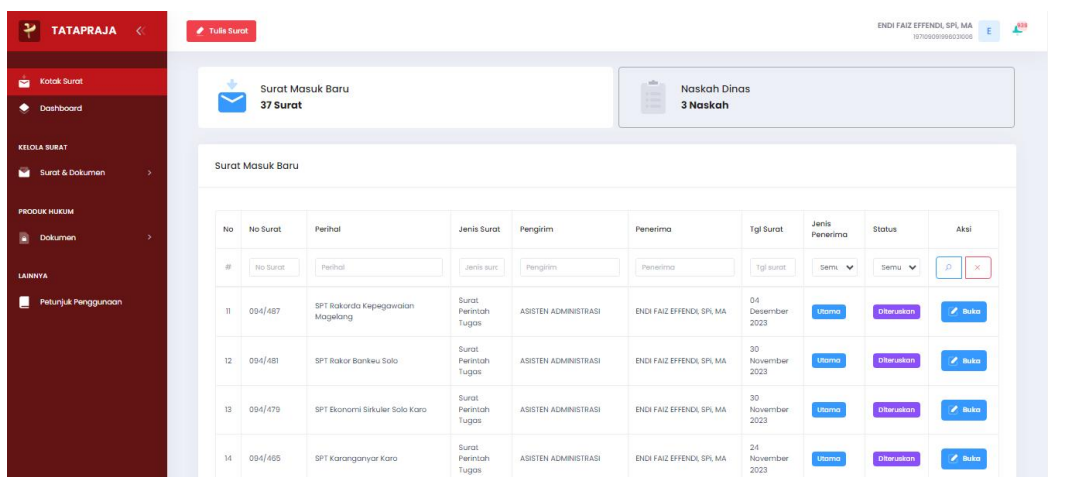 TATAPRAJA
Tulis Surat
ENDI FAIZ EFFENDI, SPi, MA
E
Kotak Surat
Dashboard
KELOLA SURAT
Surat & Dokumen
PRODUK HUKUM
Dokumen
LAINNYA
Petunjuk Penggunaan
Surat Masuk Baru
37 Surat
Naskah Dinas
3 Naskah
Surat Masuk Baru
No No Surat Perihal Jenis Surat Pengirim Penerima Tgl Surat Jenis Penerima Status Aksi
# No Surat Perihal Jenis surc Pengirim Penerima Tgl surat Semu Semu
11 094/487 SPT Rakorda Kepegawaian Magelang Surat Perintah Tugas ASISTEN ADMINISTRASI ENDI FAIZ EFFENDI, SPi, MA 04 Desember 2023 Utama Diteruskan Buka
12 094/481 SPT Rakor Bankeu Solo Surat Perintah Tugas ASISTEN ADMINISTRASI ENDI FAIZ EFFENDI, SPi, MA 30 November 2023 Utama Diteruskan Buka
13 094/479 SPT Ekonomi Sirkuler Solo Karo Surat Perintah Tugas ASISTEN ADMINISTRASI ENDI FAIZ EFFENDI, SPi, MA 30 November 2023 Utama Diteruskan Buka
14 094/465 SPT Karanganyar Karo Surat Perintah Tugas ASISTEN ADMINISTRASI ENDI FAIZ EFFENDI, SPi, MA 24 November 2023 Utama Diteruskan Buka